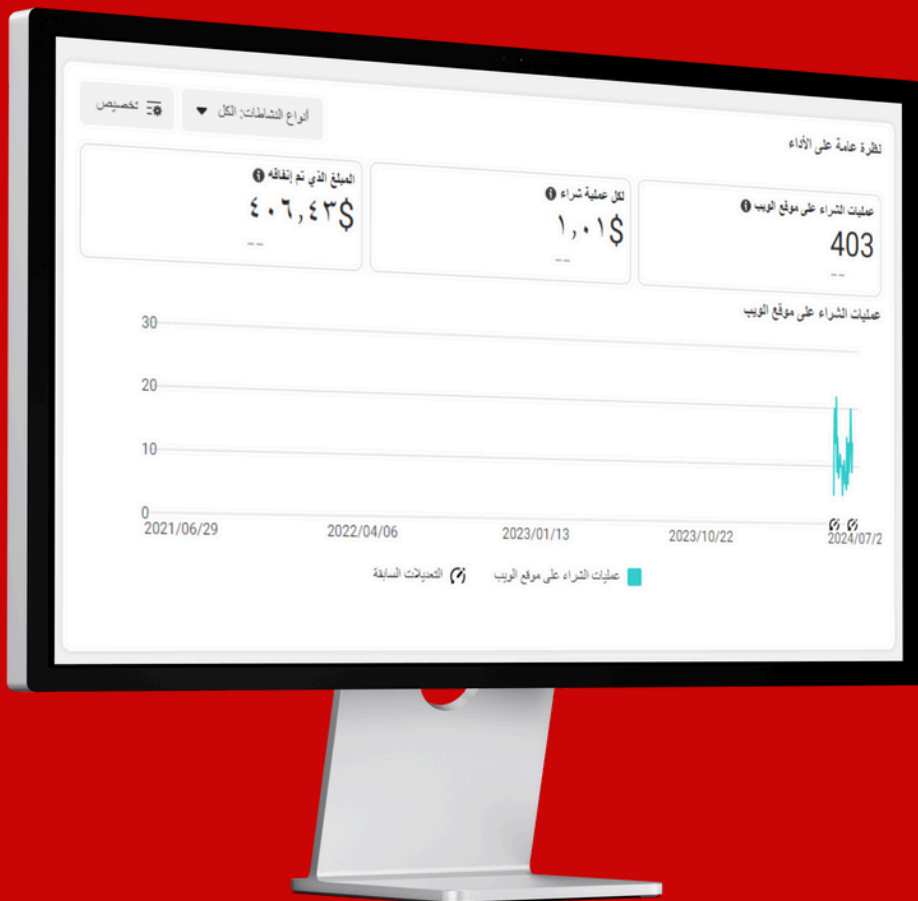 نظرة عامة على الأداء
أنواع النشاطات: الكل
تخصيص
عمليات الشراء على موقع الويب
403
--
لكل عملية شراء
١,٠١$
--
المبلغ الذي تم إنفاقه
٤٠٦,٤٣$
--
عمليات الشراء على موقع الويب
30
20
10
0
2021/06/29
2022/04/06
2023/01/13
2023/10/22
2024/07/2
عمليات الشراء على موقع الويب
التعديلات السابقة